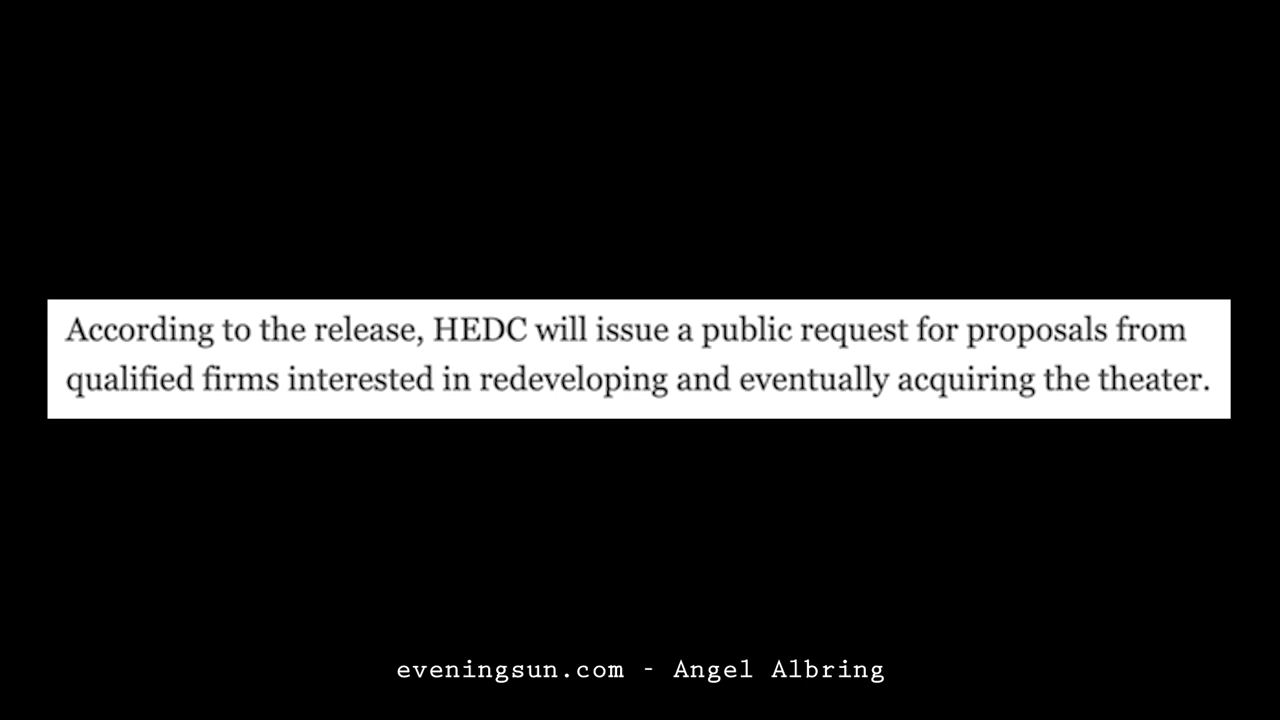 According to the release, HEDC will issue a public request for proposals from
qualified firms interested in redeveloping and eventually acquiring the theater.
eveningsun.com - Angel Albring